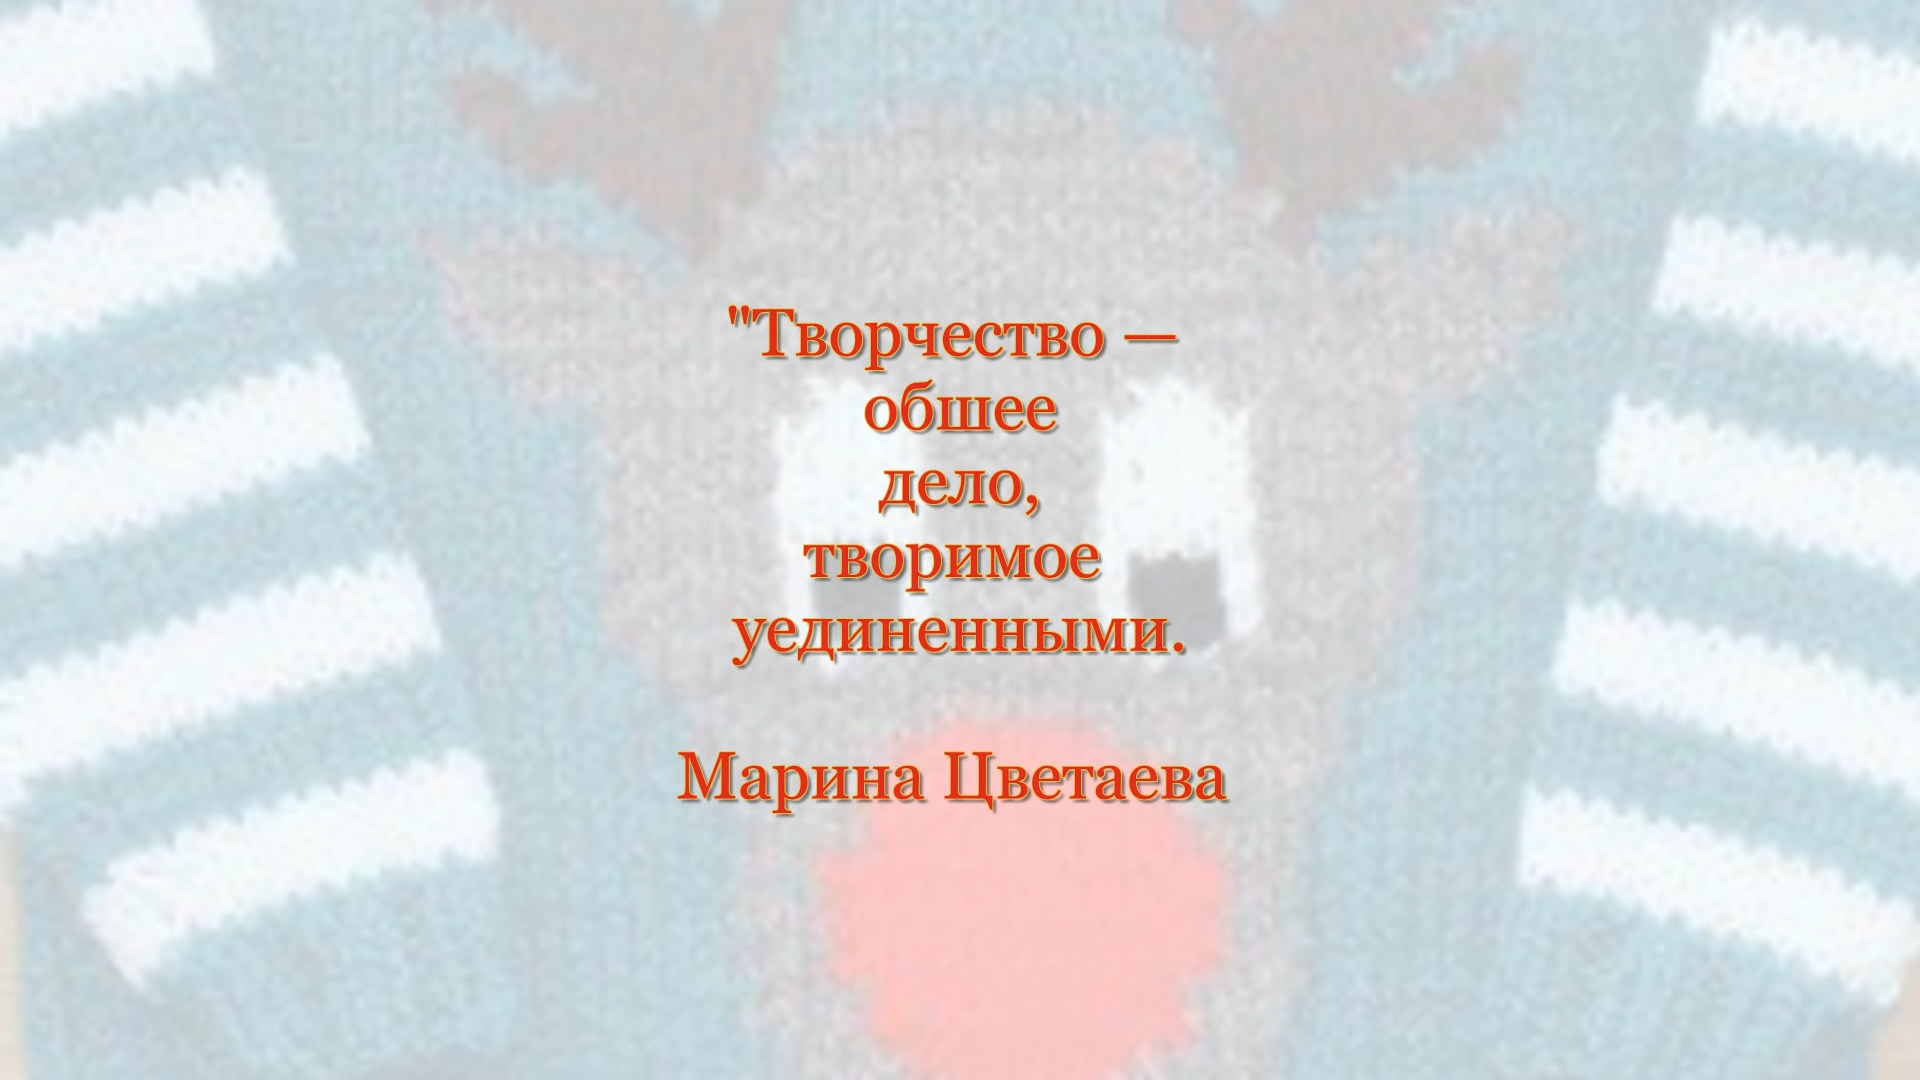 "Творчество —
обшее
дело,
творимое
уединенными.
Марина Цветаева